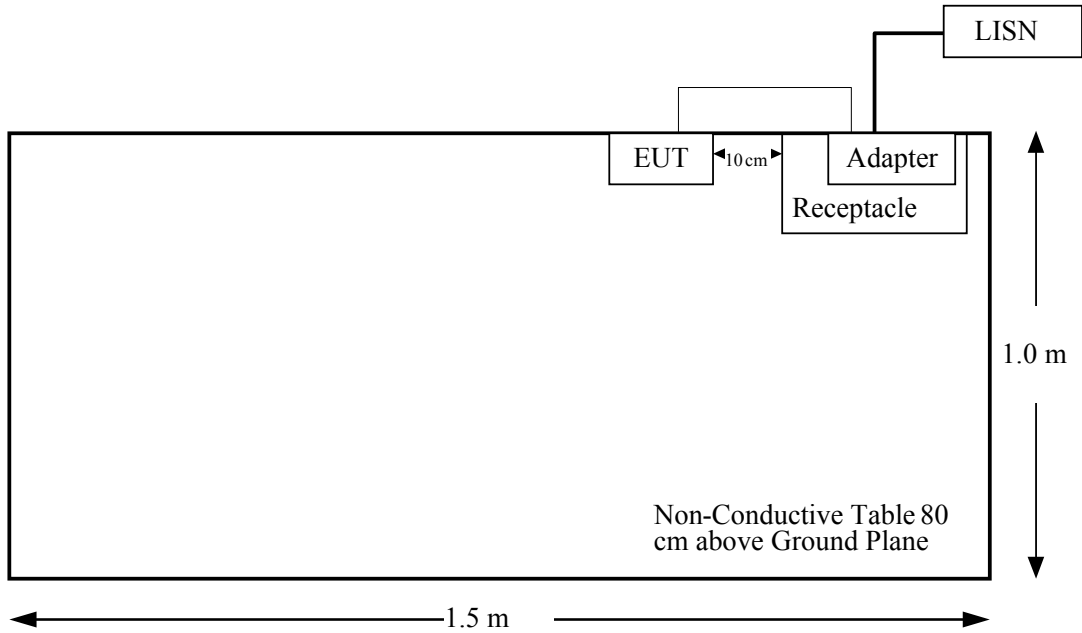 LISN
EUT
10 cm
Adapter
Receptacle
1.0 m
Non-Conductive Table 80
cm above Ground Plane
1.5 m